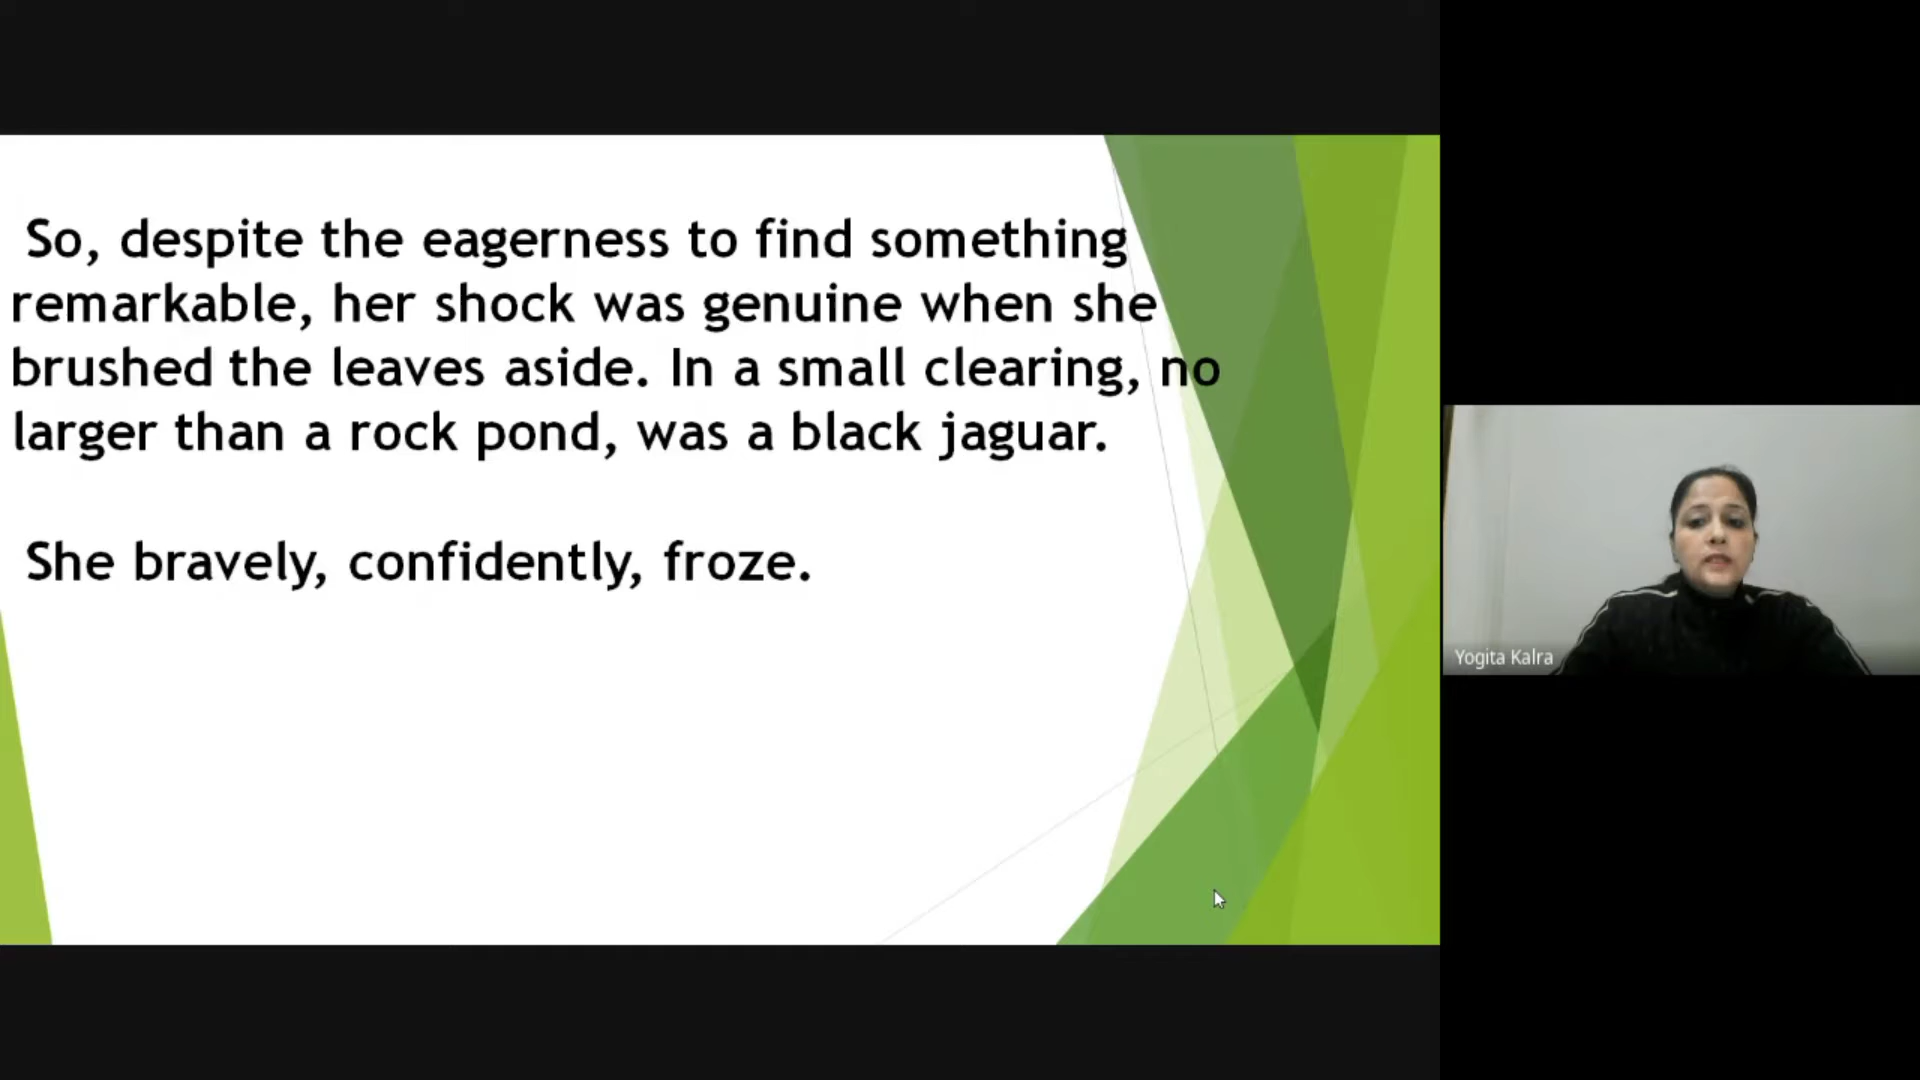 So, despite the eagerness to find something
remarkable, her shock was genuine when she
brushed the leaves aside. In a small clearing, no
larger than a rock pond, was a black jaguar.
She bravely, confidently, froze.
Yogita Kalra